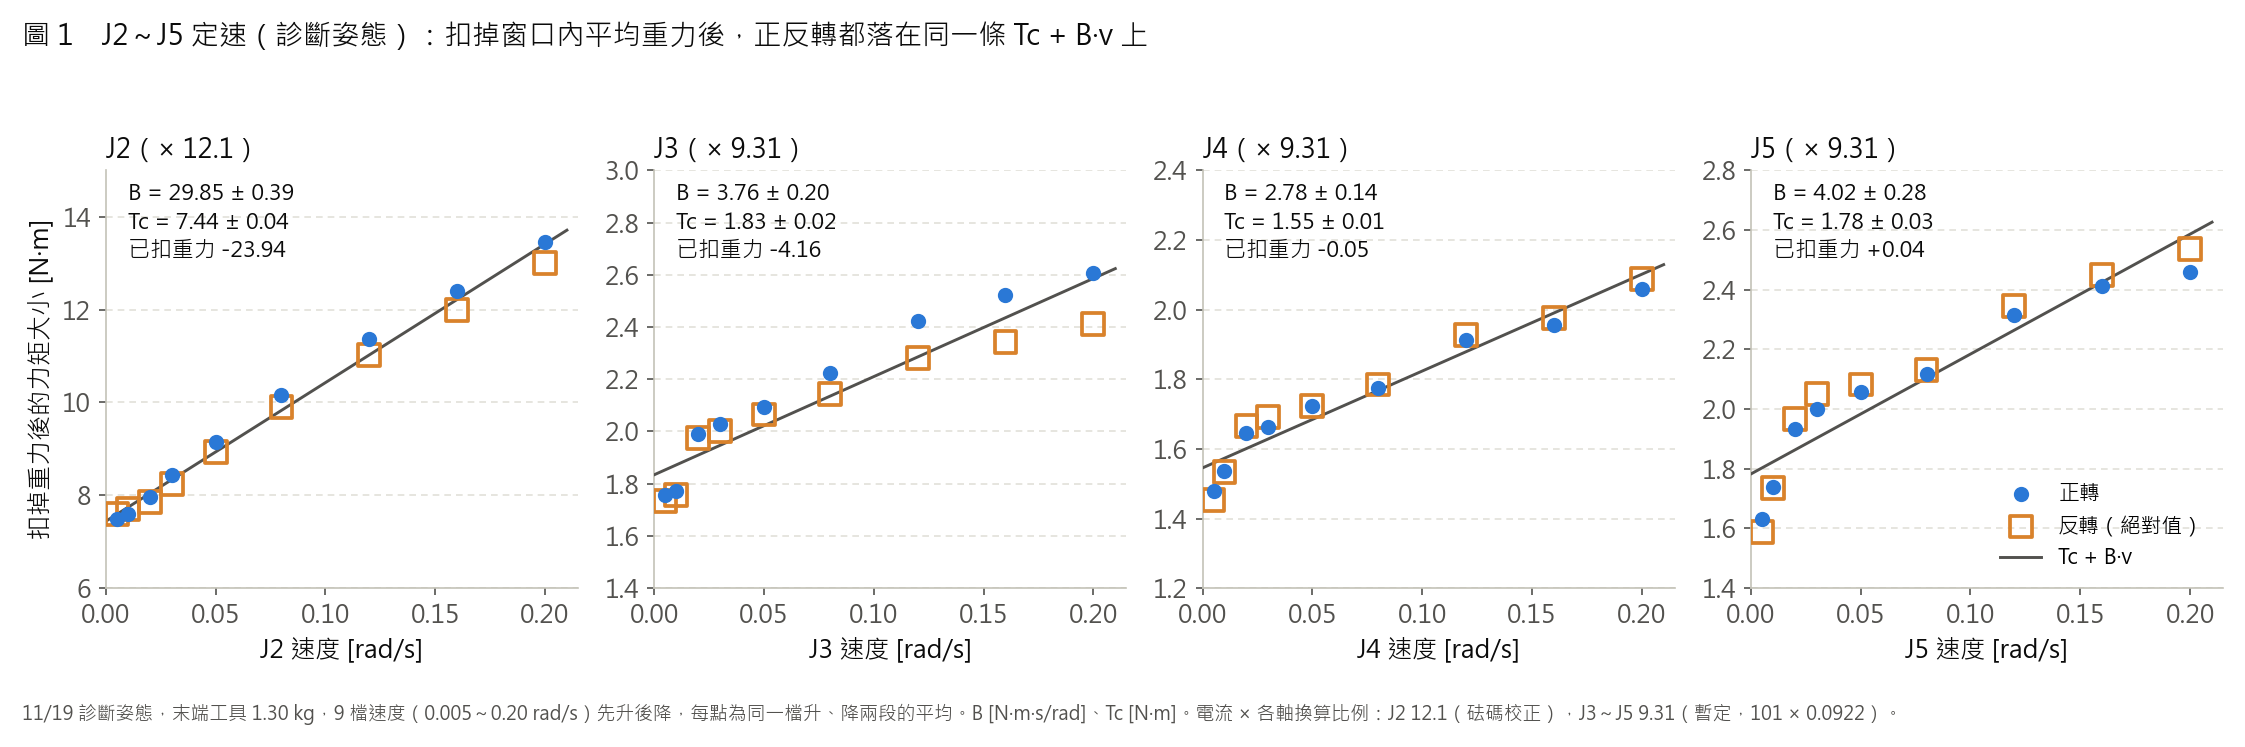 圖 1　J2～J5 定速（診斷姿態）：扣掉窗口內平均重力後，正反轉都落在同一條 Tc + B·v 上
J2（× 12.1）
B = 29.85 ± 0.39
Tc = 7.44 ± 0.04
已扣重力 -23.94
14
12
10
8
6
0.00 0.05 0.10 0.15 0.20
J2 速度 [rad/s]
扣掉重力後的力矩大小 [N·m]
J3（× 9.31）
B = 3.76 ± 0.20
Tc = 1.83 ± 0.02
已扣重力 -4.16
3.0
2.8
2.6
2.4
2.2
2.0
1.8
1.6
1.4
0.00 0.05 0.10 0.15 0.20
J3 速度 [rad/s]
J4（× 9.31）
B = 2.78 ± 0.14
Tc = 1.55 ± 0.01
已扣重力 -0.05
2.4
2.2
2.0
1.8
1.6
1.4
1.2
0.00 0.05 0.10 0.15 0.20
J4 速度 [rad/s]
J5（× 9.31）
B = 4.02 ± 0.28
Tc = 1.78 ± 0.03
已扣重力 +0.04
2.8
2.6
2.4
2.2
2.0
1.8
1.6
1.4
正轉
反轉（絕對值）
Tc + B·v
0.00 0.05 0.10 0.15 0.20
J5 速度 [rad/s]
11/19 診斷姿態，末端工具 1.30 kg，9 檔速度（0.005～0.20 rad/s）先升後降，每點為同一檔升、降兩段的平均。B [N·m·s/rad]、Tc [N·m]。電流 × 各軸換算比例：J2 12.1（砝碼校正），J3～J5 9.31（暫定，101 × 0.0922）。